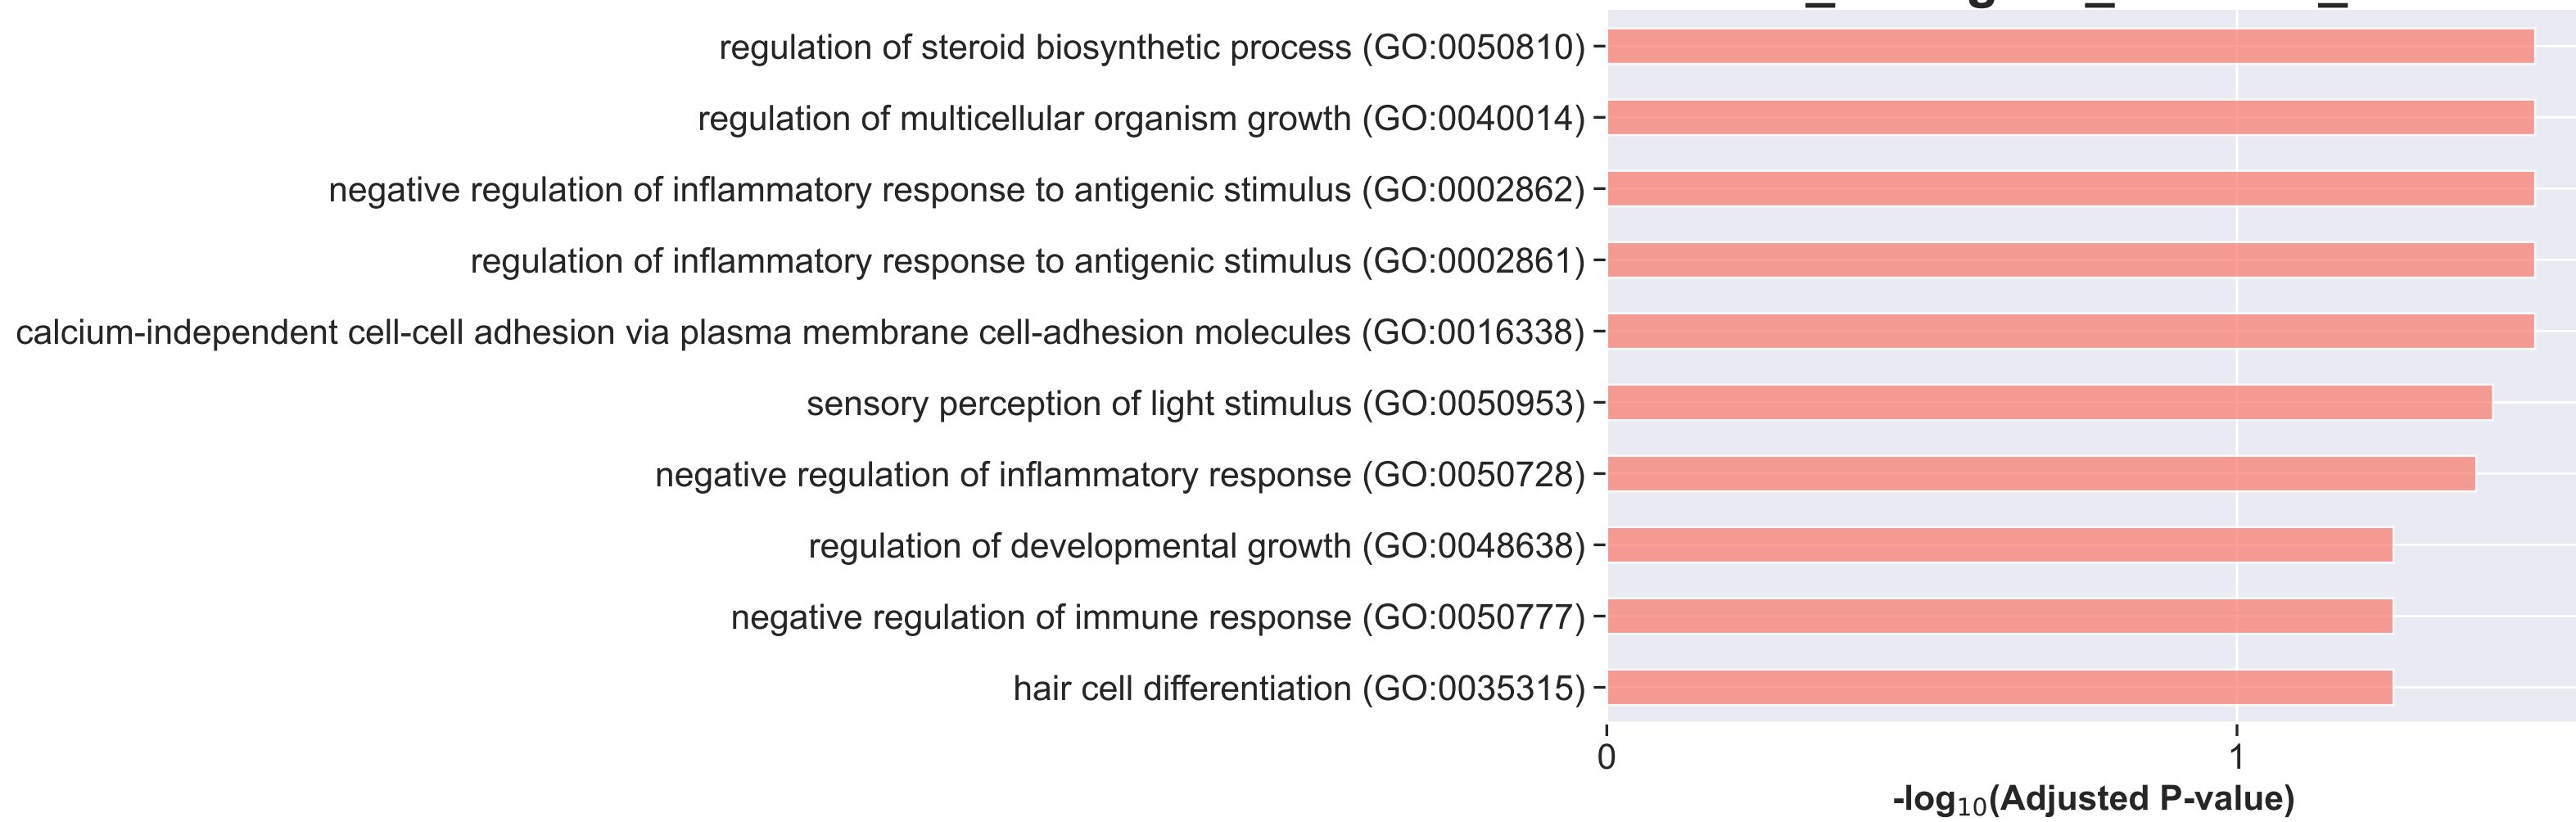 regulation of steroid biosynthetic process (GO:0050810)
regulation of multicellular organism growth (GO:0040014)
negative regulation of inflammatory response to antigenic stimulus (GO:0002862)
regulation of inflammatory response to antigenic stimulus (GO:0002861)
calcium-independent cell-cell adhesion via plasma membrane cell-adhesion molecules (GO:0016338)
sensory perception of light stimulus (GO:0050953)
negative regulation of inflammatory response (GO:0050728)
regulation of developmental growth (GO:0048638)
negative regulation of immune response (GO:0050777)
hair cell differentiation (GO:0035315)
0 1
-log₁₀(Adjusted P-value)